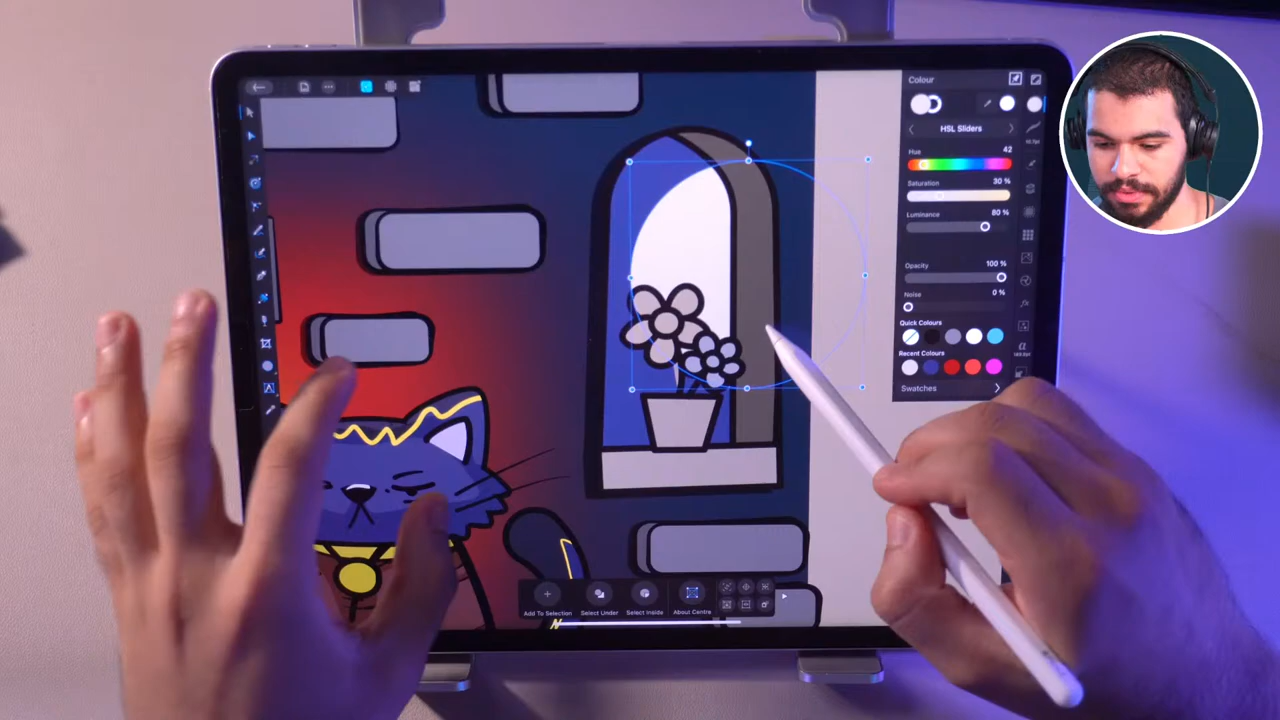 Colour
HSL Sliders
Hue 42
Saturation 30 %
Luminance 80 %
Opacity 100 %
Noise 0 %
Quick Colours
Recent Colours
Swatches
Add To Selection
Select Under
Select Inside
About Centre